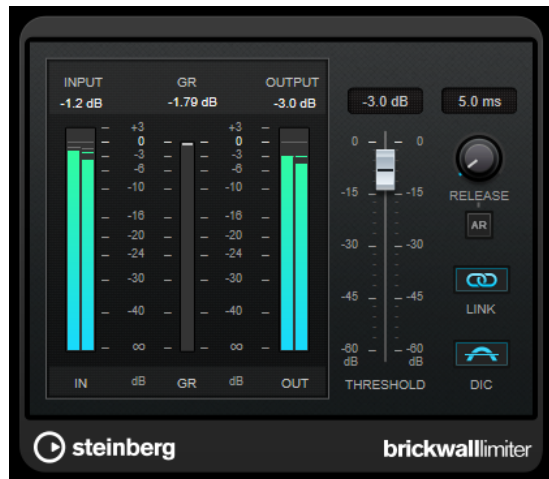 INPUT GR OUTPUT
-1.2 dB -1.79 dB -3.0 dB -3.0 dB 5.0 ms
+3 +3
0 0 0 0
-3 -3
-6 -6
-10 -10
-15 -15 RELEASE
-16 -16
AR
-20 -20
-24 -24 -30 -30
-30 -30
-45 -45 LINK
-40 -40
∞ ∞ -60 -60
dB dB
IN dB GR dB OUT THRESHOLD DIC
steinberg brickwalllimiter